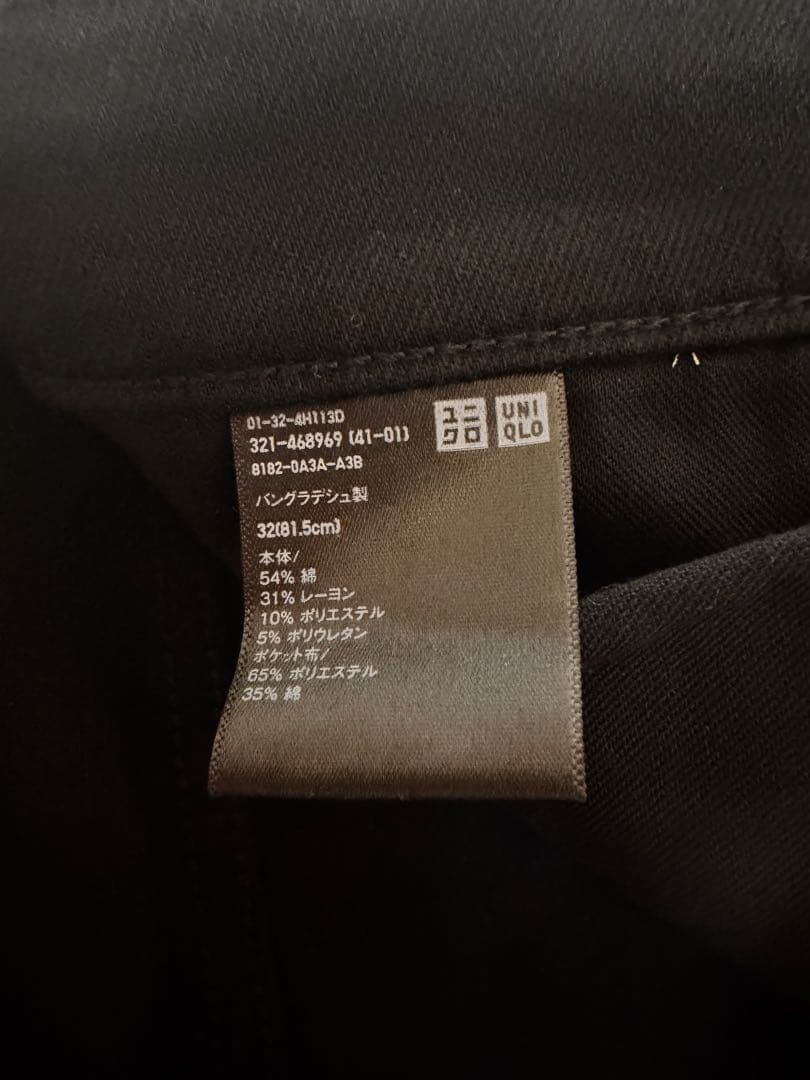 01-32-4H113D
321-468969 (41-01)
8182-0A3A-A3B
ユニ
クロ
UNI
QLO
バングラデシュ製
32(81.5cm)
本体/
54% 綿
31% レーヨン
10% ポリエステル
5% ポリウレタン
ポケット布/
65% ポリエステル
35% 綿